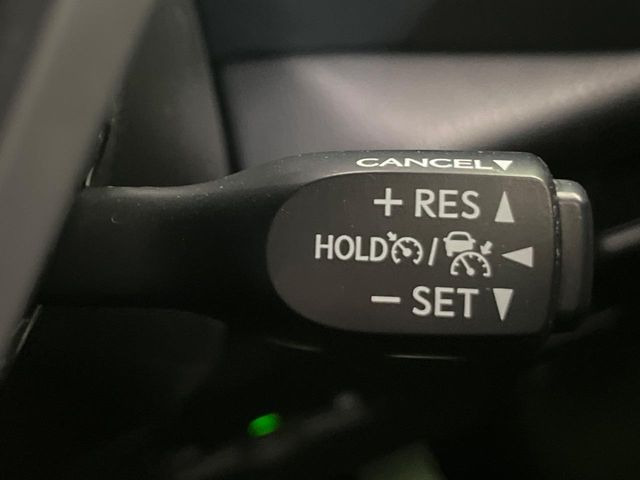 CANCEL▼
+ RES ▲
HOLD / ◀
− SET ▼